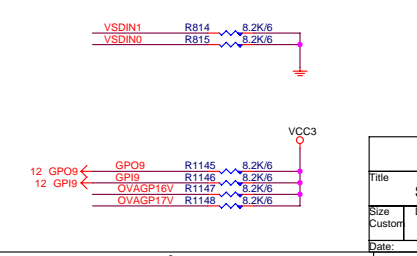 VSDIN1 R814 8.2K/6
VSDIN0 R815 8.2K/6
VCC3
12 GPO9 GPO9 R1145 8.2K/6
12 GPI9 GPI9 R1146 8.2K/6
OVAGP16V R1147 8.2K/6
OVAGP17V R1148 8.2K/6
Title
Size
Custom
Date: